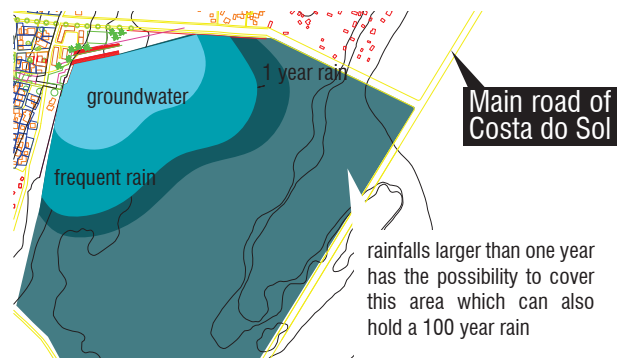 1 year rain
groundwater
Main road of
Costa do Sol
frequent rain
rainfalls larger than one year
has the possibility to cover
this area which can also
hold a 100 year rain